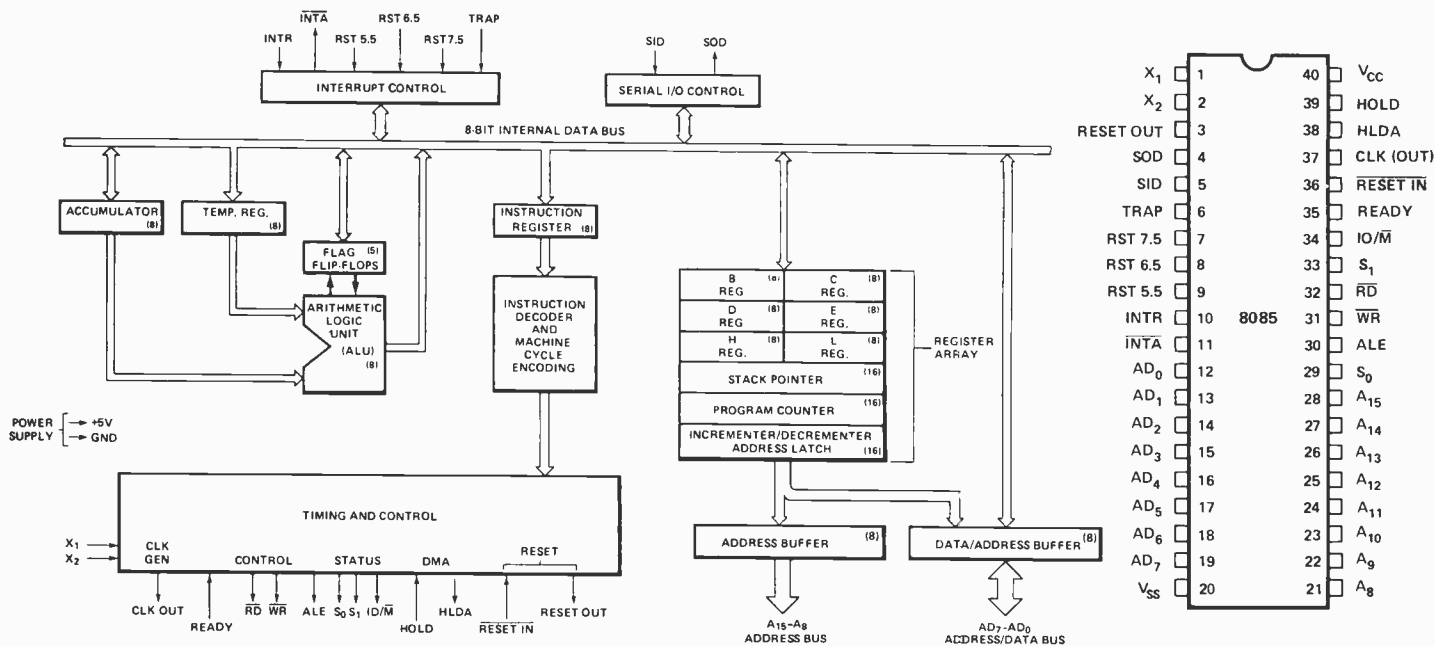 INTR
INTA
RST 5.5
RST 6.5
RST 7.5
TRAP
INTERRUPT CONTROL
SID
SOD
SERIAL I/O CONTROL
8-BIT INTERNAL DATA BUS
ACCUMULATOR
(8)
TEMP. REG.
(8)
FLAG (5)
FLIP-FLOPS
ARITHMETIC
LOGIC
UNIT
(ALU)
(8)
INSTRUCTION
REGISTER (8)
INSTRUCTION
DECODER
AND
MACHINE
CYCLE
ENCODING
B (8) C (8)
REG REG.
D (8) E (8)
REG REG.
H (8) L (8)
REG. REG.
STACK POINTER (16)
PROGRAM COUNTER (16)
INCREMENTER/DECREMENTER
ADDRESS LATCH (16)
REGISTER
ARRAY
POWER
SUPPLY
+5V
GND
TIMING AND CONTROL
X1
X2
CLK
GEN
CONTROL
STATUS
DMA
RESET
CLK OUT
READY
RD
WR
ALE
S0
S1
IO/M
HOLD
HLDA
RESET IN
RESET OUT
ADDRESS BUFFER (8)
DATA/ADDRESS BUFFER (8)
A15–A8
ADDRESS BUS
AD7–AD0
ADDRESS/DATA BUS
8085
X1 1 40 VCC
X2 2 39 HOLD
RESET OUT 3 38 HLDA
SOD 4 37 CLK (OUT)
SID 5 36 RESET IN
TRAP 6 35 READY
RST 7.5 7 34 IO/M
RST 6.5 8 33 S1
RST 5.5 9 32 RD
INTR 10 31 WR
INTA 11 30 ALE
AD0 12 29 S0
AD1 13 28 A15
AD2 14 27 A14
AD3 15 26 A13
AD4 16 25 A12
AD5 17 24 A11
AD6 18 23 A10
AD7 19 22 A9
VSS 20 21 A8